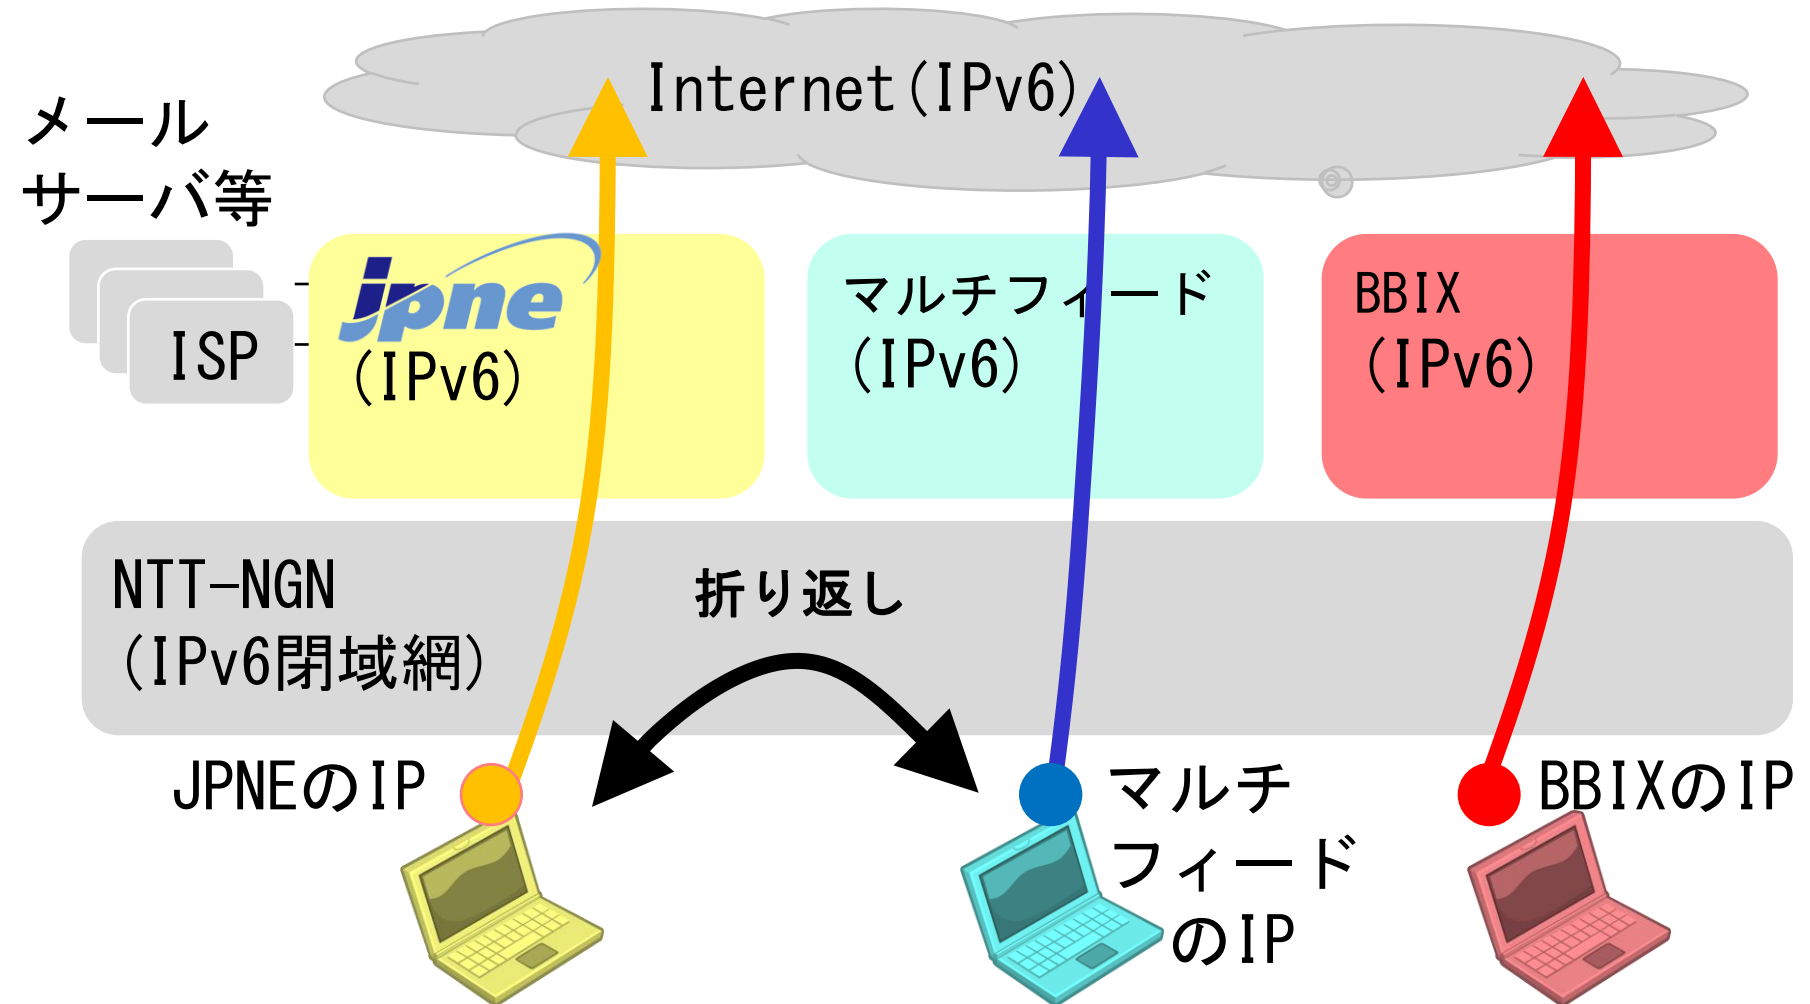 Internet(IPv6)
メール
サーバ等
ISP
jpne
(IPv6)
マルチフィード
(IPv6)
BBIX
(IPv6)
NTT-NGN
(IPv6閉域網)
折り返し
JPNEのIP
マルチ
フィード
のIP
BBIXのIP